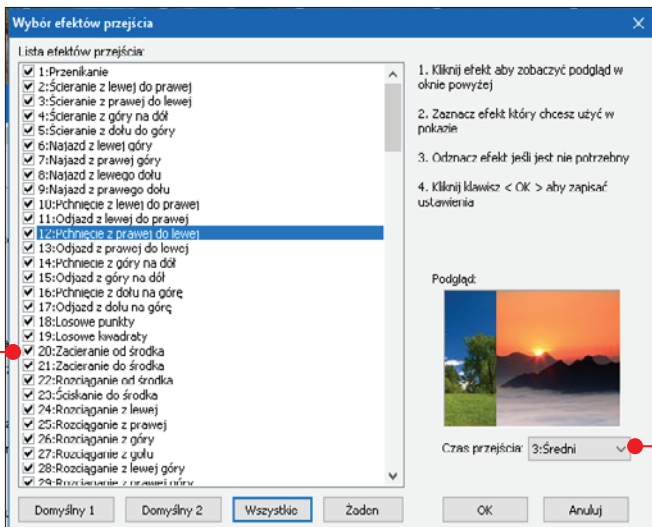 Wybór efektów przejścia
Lista efektów przejścia:
1:Przenikanie
2:Ścieranie z lewej do prawej
3:Ścieranie z prawej do lewej
4:Ścieranie z góry na dół
5:Ścieranie z dołu do góry
6:Najazd z lewej góry
7:Najazd z prawej góry
8:Najazd z lewego dołu
9:Najazd z prawego dołu
10:Pchnięcie z lewej do prawej
11:Odjazd z lewej do prawej
12:Pchnięcie z prawej do lewej
13:Odjazd z prawej do lewej
14:Pchniecie z góry na dół
15:Odjazd z góry na dół
16:Pchnięcie z dołu na górę
17:Odjazd z dołu na górę
18:Losowe punkty
19:Losowe kwadraty
20:Zacieranie od środka
21:Zacieranie do środka
22:Rozciąganie od środka
23:Ściskanie do środka
24:Rozciąganie z lewej
25:Rozciąganie z prawej
26:Rozciąganie z góry
27:Rozciąganie z gołu
28:Rozciąganie z lewej góry
29:Rozciąganie z prawej góry
1. Kliknij efekt aby zobaczyć podgląd w
oknie powyżej
2. Zaznacz efekt który chcesz użyć w
pokazie
3. Odznacz efekt jeśli jest nie potrzebny
4. Kliknij klawisz < OK > aby zapisać
ustawienia
Podgląd:
Czas przejścia: 3:Średni
Domyślny 1 Domyślny 2 Wszystkie Żaden OK Anuluj